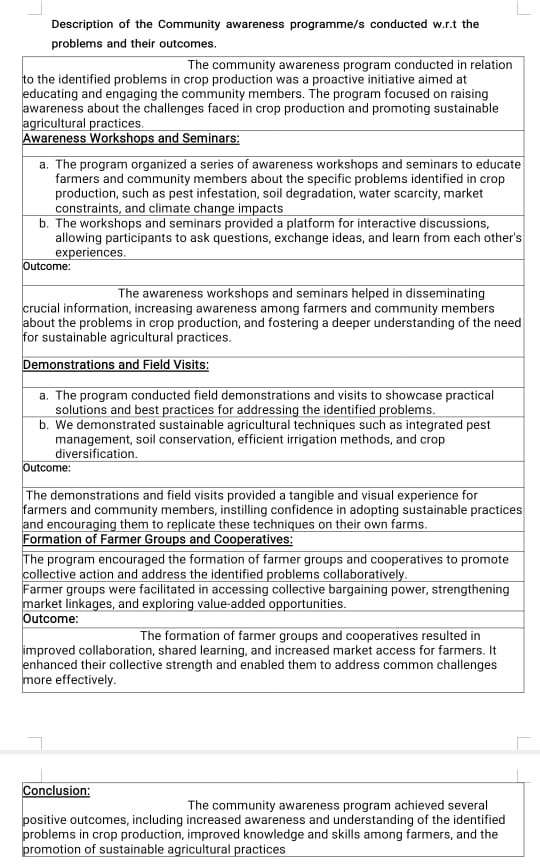 Description of the Community awareness programme/s conducted w.r.t the
problems and their outcomes.
The community awareness program conducted in relation
to the identified problems in crop production was a proactive initiative aimed at
educating and engaging the community members. The program focused on raising
awareness about the challenges faced in crop production and promoting sustainable
agricultural practices.
Awareness Workshops and Seminars:
a. The program organized a series of awareness workshops and seminars to educate
farmers and community members about the specific problems identified in crop
production, such as pest infestation, soil degradation, water scarcity, market
constraints, and climate change impacts
b. The workshops and seminars provided a platform for interactive discussions,
allowing participants to ask questions, exchange ideas, and learn from each other's
experiences.
Outcome:
The awareness workshops and seminars helped in disseminating
crucial information, increasing awareness among farmers and community members
about the problems in crop production, and fostering a deeper understanding of the need
for sustainable agricultural practices.
Demonstrations and Field Visits:
a. The program conducted field demonstrations and visits to showcase practical
solutions and best practices for addressing the identified problems.
b. We demonstrated sustainable agricultural techniques such as integrated pest
management, soil conservation, efficient irrigation methods, and crop
diversification.
Outcome:
The demonstrations and field visits provided a tangible and visual experience for
farmers and community members, instilling confidence in adopting sustainable practices
and encouraging them to replicate these techniques on their own farms.
Formation of Farmer Groups and Cooperatives:
The program encouraged the formation of farmer groups and cooperatives to promote
collective action and address the identified problems collaboratively.
Farmer groups were facilitated in accessing collective bargaining power, strengthening
market linkages, and exploring value-added opportunities.
Outcome:
The formation of farmer groups and cooperatives resulted in
improved collaboration, shared learning, and increased market access for farmers. It
enhanced their collective strength and enabled them to address common challenges
more effectively.
Conclusion:
The community awareness program achieved several
positive outcomes, including increased awareness and understanding of the identified
problems in crop production, improved knowledge and skills among farmers, and the
promotion of sustainable agricultural practices